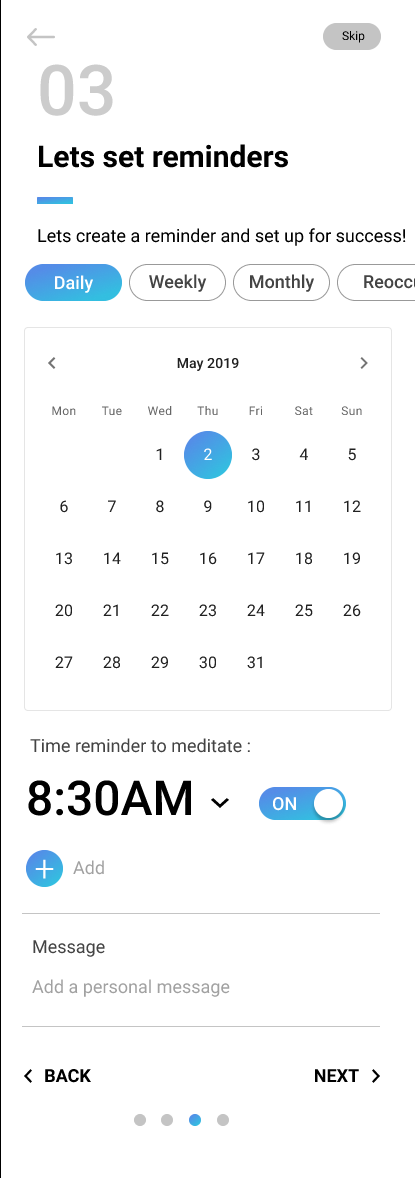 Skip
03
Lets set reminders
Lets create a reminder and set up for success!
Daily Weekly Monthly Reoccu
May 2019
Mon Tue Wed Thu Fri Sat Sun
1 2 3 4 5
6 7 8 9 10 11 12
13 14 15 16 17 18 19
20 21 22 23 24 25 26
27 28 29 30 31
Time reminder to meditate :
8:30AM ON
Add
Message
Add a personal message
BACK NEXT